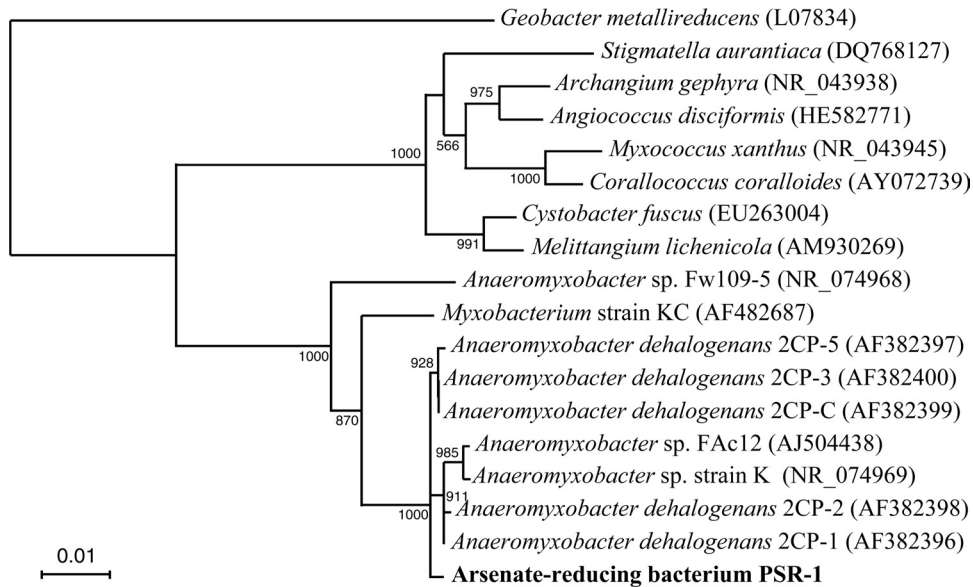 Geobacter metallireducens (L07834)
Stigmatella aurantiaca (DQ768127)
975
Archangium gephyra (NR_043938)
Angiococcus disciformis (HE582771)
566
1000
Myxococcus xanthus (NR_043945)
1000
Corallococcus coralloides (AY072739)
Cystobacter fuscus (EU263004)
991
Melittangium lichenicola (AM930269)
Anaeromyxobacter sp. Fw109-5 (NR_074968)
Myxobacterium strain KC (AF482687)
1000
Anaeromyxobacter dehalogenans 2CP-5 (AF382397)
928
Anaeromyxobacter dehalogenans 2CP-3 (AF382400)
Anaeromyxobacter dehalogenans 2CP-C (AF382399)
870
Anaeromyxobacter sp. FAc12 (AJ504438)
985
Anaeromyxobacter sp. strain K (NR_074969)
911
Anaeromyxobacter dehalogenans 2CP-2 (AF382398)
1000
Anaeromyxobacter dehalogenans 2CP-1 (AF382396)
0.01
Arsenate-reducing bacterium PSR-1